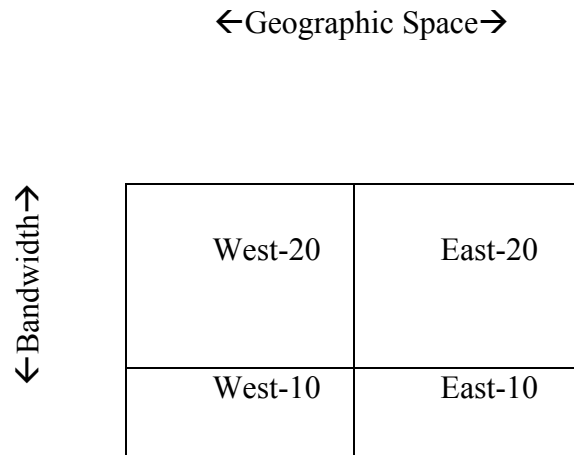 ←Geographic Space→
←Bandwidth→
West-20 East-20
West-10 East-10